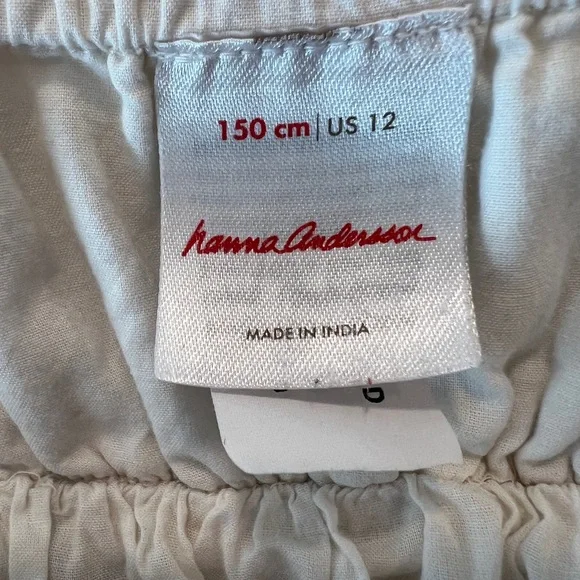 150 cm | US 12
hanna andersson
MADE IN INDIA